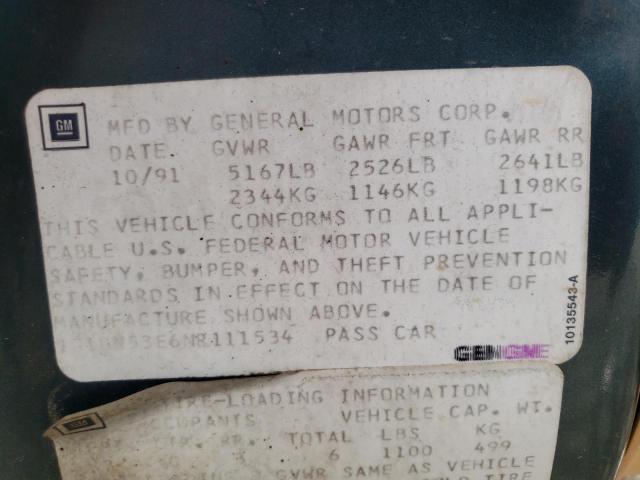 GM
MFD BY GENERAL MOTORS CORP.
DATE GVWR GAWR FRT GAWR RR
10/91 5167LB 2526LB 2641LB
2344KG 1146KG 1198KG
THIS VEHICLE CONFORMS TO ALL APPLI-
CABLE U.S. FEDERAL MOTOR VEHICLE
SAFETY, BUMPER, AND THEFT PREVENTION
STANDARDS IN EFFECT ON THE DATE OF
MANUFACTURE SHOWN ABOVE.
PASS CAR
10135543-A
TIRE-LOADING INFORMATION
OCCUPANTS VEHICLE CAP. WT.
RR. TOTAL LBS KG
6 1100 499
GVWR SAME AS VEHICLE
TIRE